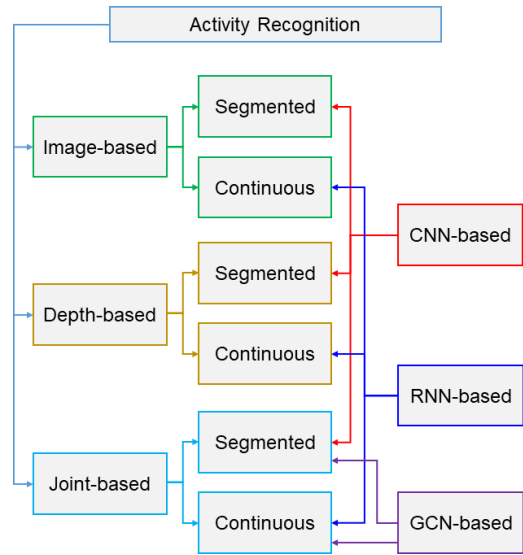 Activity Recognition
Segmented
Image-based
Continuous
CNN-based
Segmented
Depth-based
Continuous
RNN-based
Segmented
Joint-based
Continuous
GCN-based